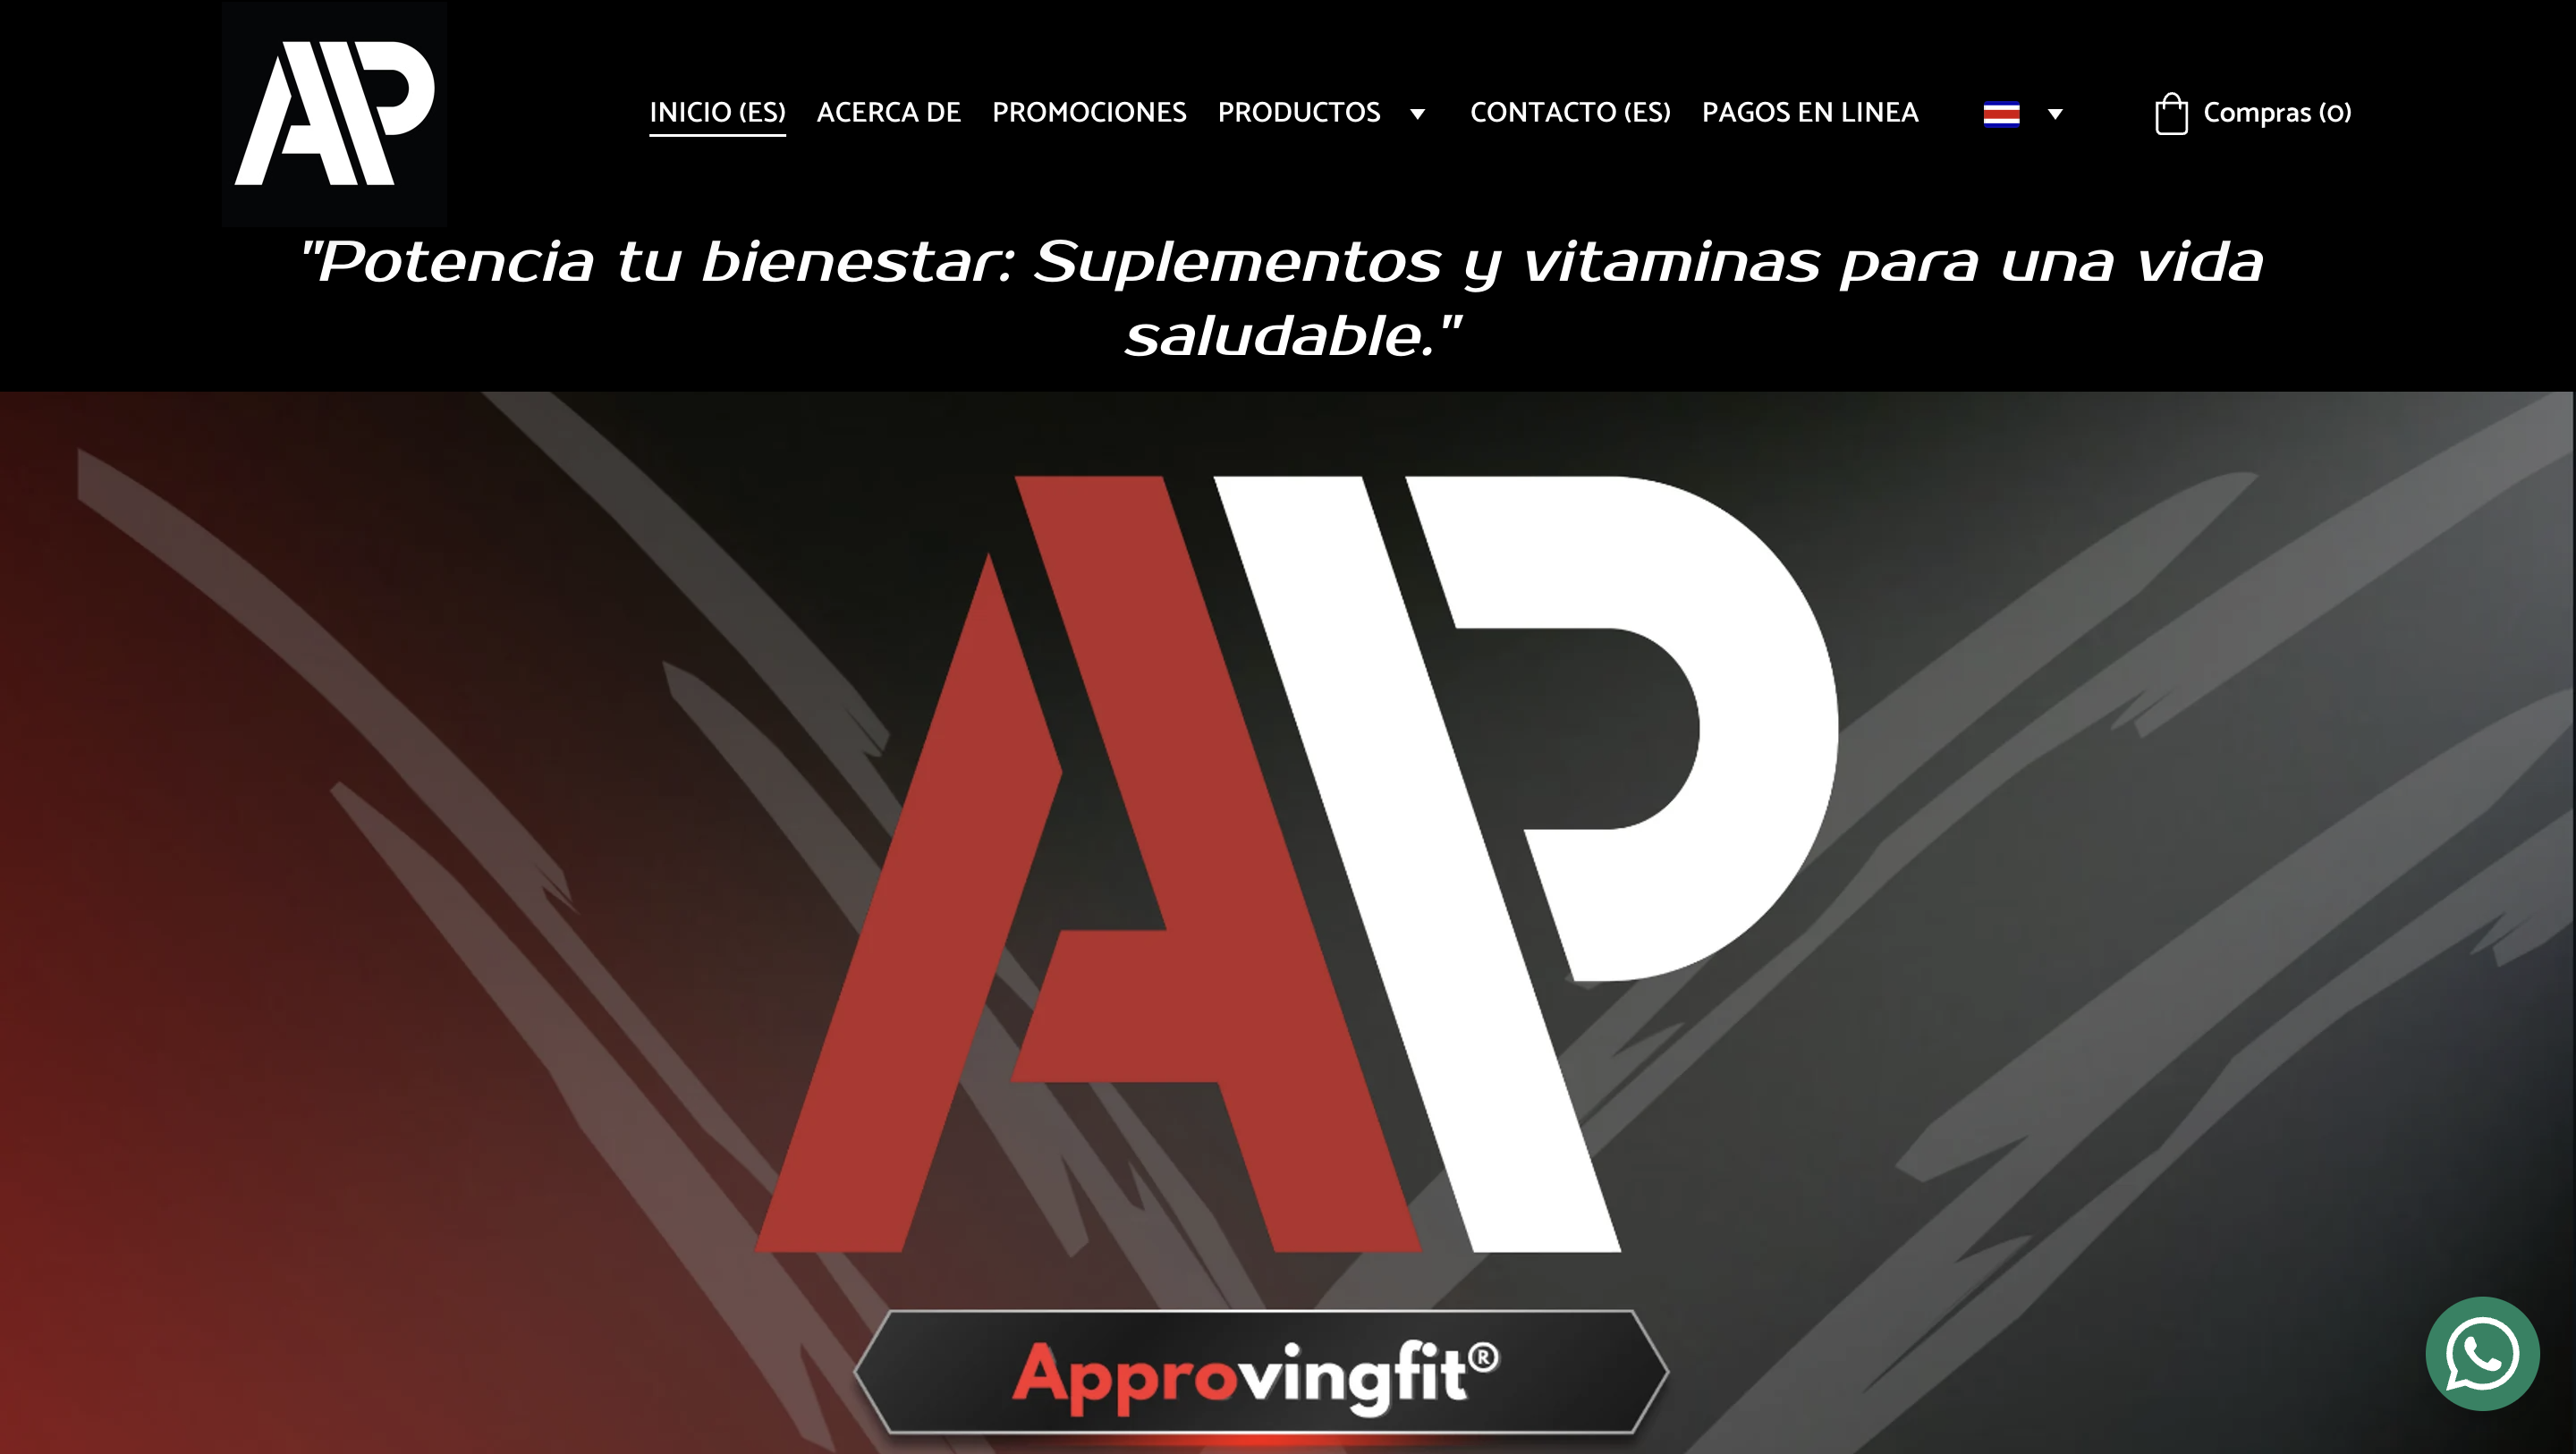 AP
INICIO (ES) ACERCA DE PROMOCIONES PRODUCTOS CONTACTO (ES) PAGOS EN LINEA Compras (0)
"Potencia tu bienestar: Suplementos y vitaminas para una vida
saludable."
AP
Approvingfit®